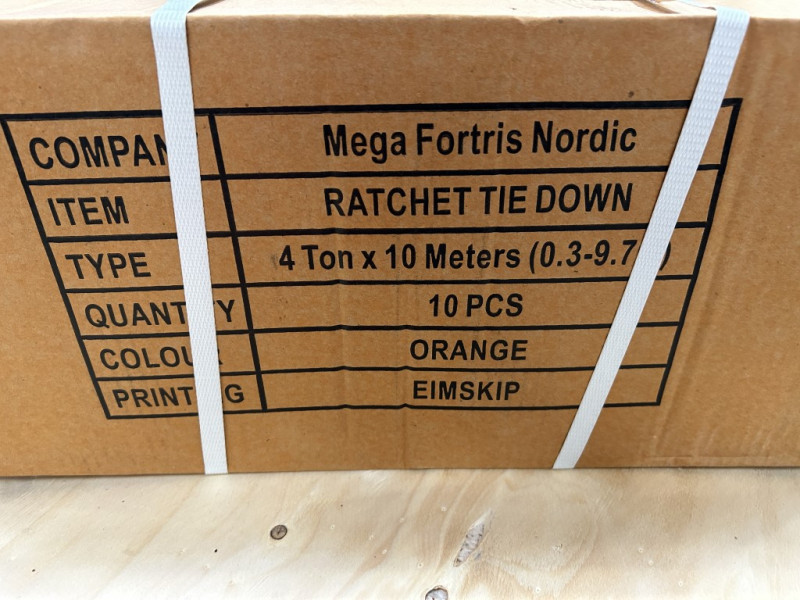 COMPAN Mega Fortris Nordic
ITEM RATCHET TIE DOWN
TYPE 4 Ton x 10 Meters (0.3-9.7 )
QUANT Y 10 PCS
COLOU ORANGE
PRINT G EIMSKIP